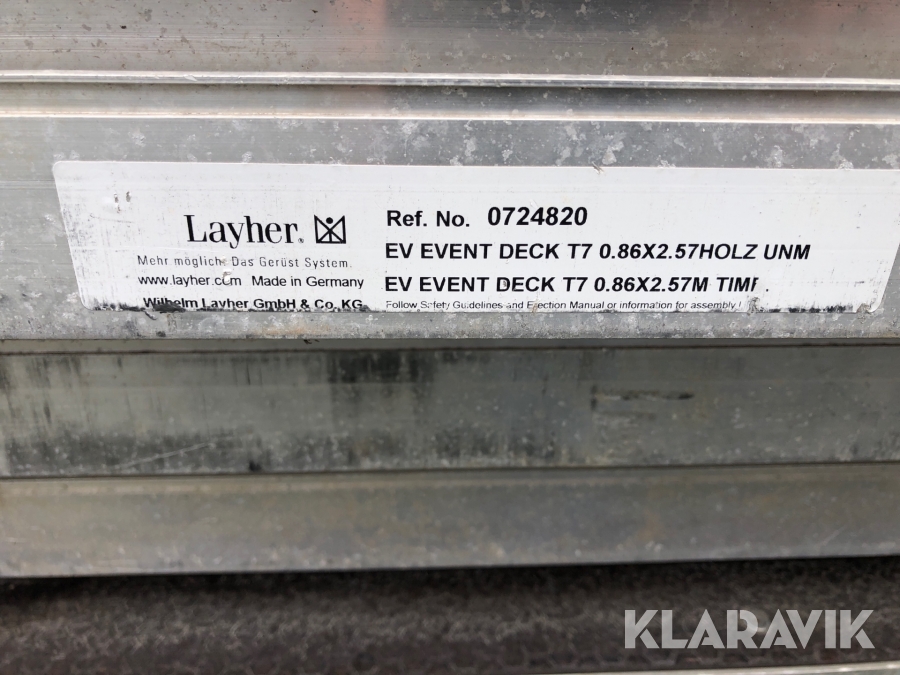 Layher.
Mehr möglich. Das Gerüst System.
www.layher.com Made in Germany
Wilhelm Layher GmbH & Co. KG
Ref. No. 0724820
EV EVENT DECK T7 0.86X2.57HOLZ UNM
EV EVENT DECK T7 0.86X2.57M
Follow Safety Guidelines and Erection Manual or information for assembly !
KLARAVIK